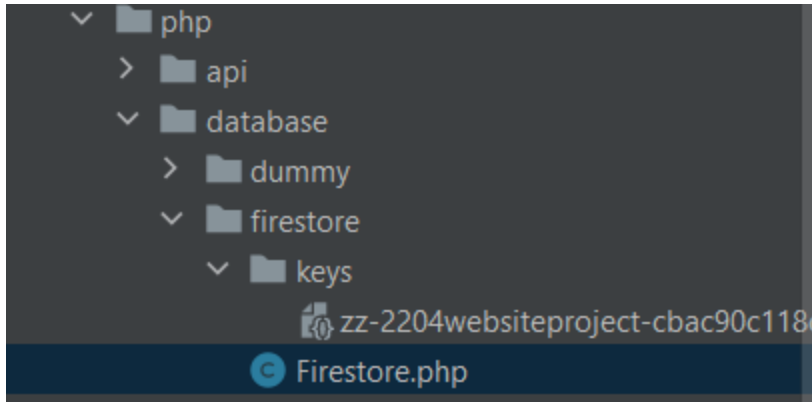 php
api
database
dummy
firestore
keys
zz-2204websiteproject-cbac90c118
Firestore.php